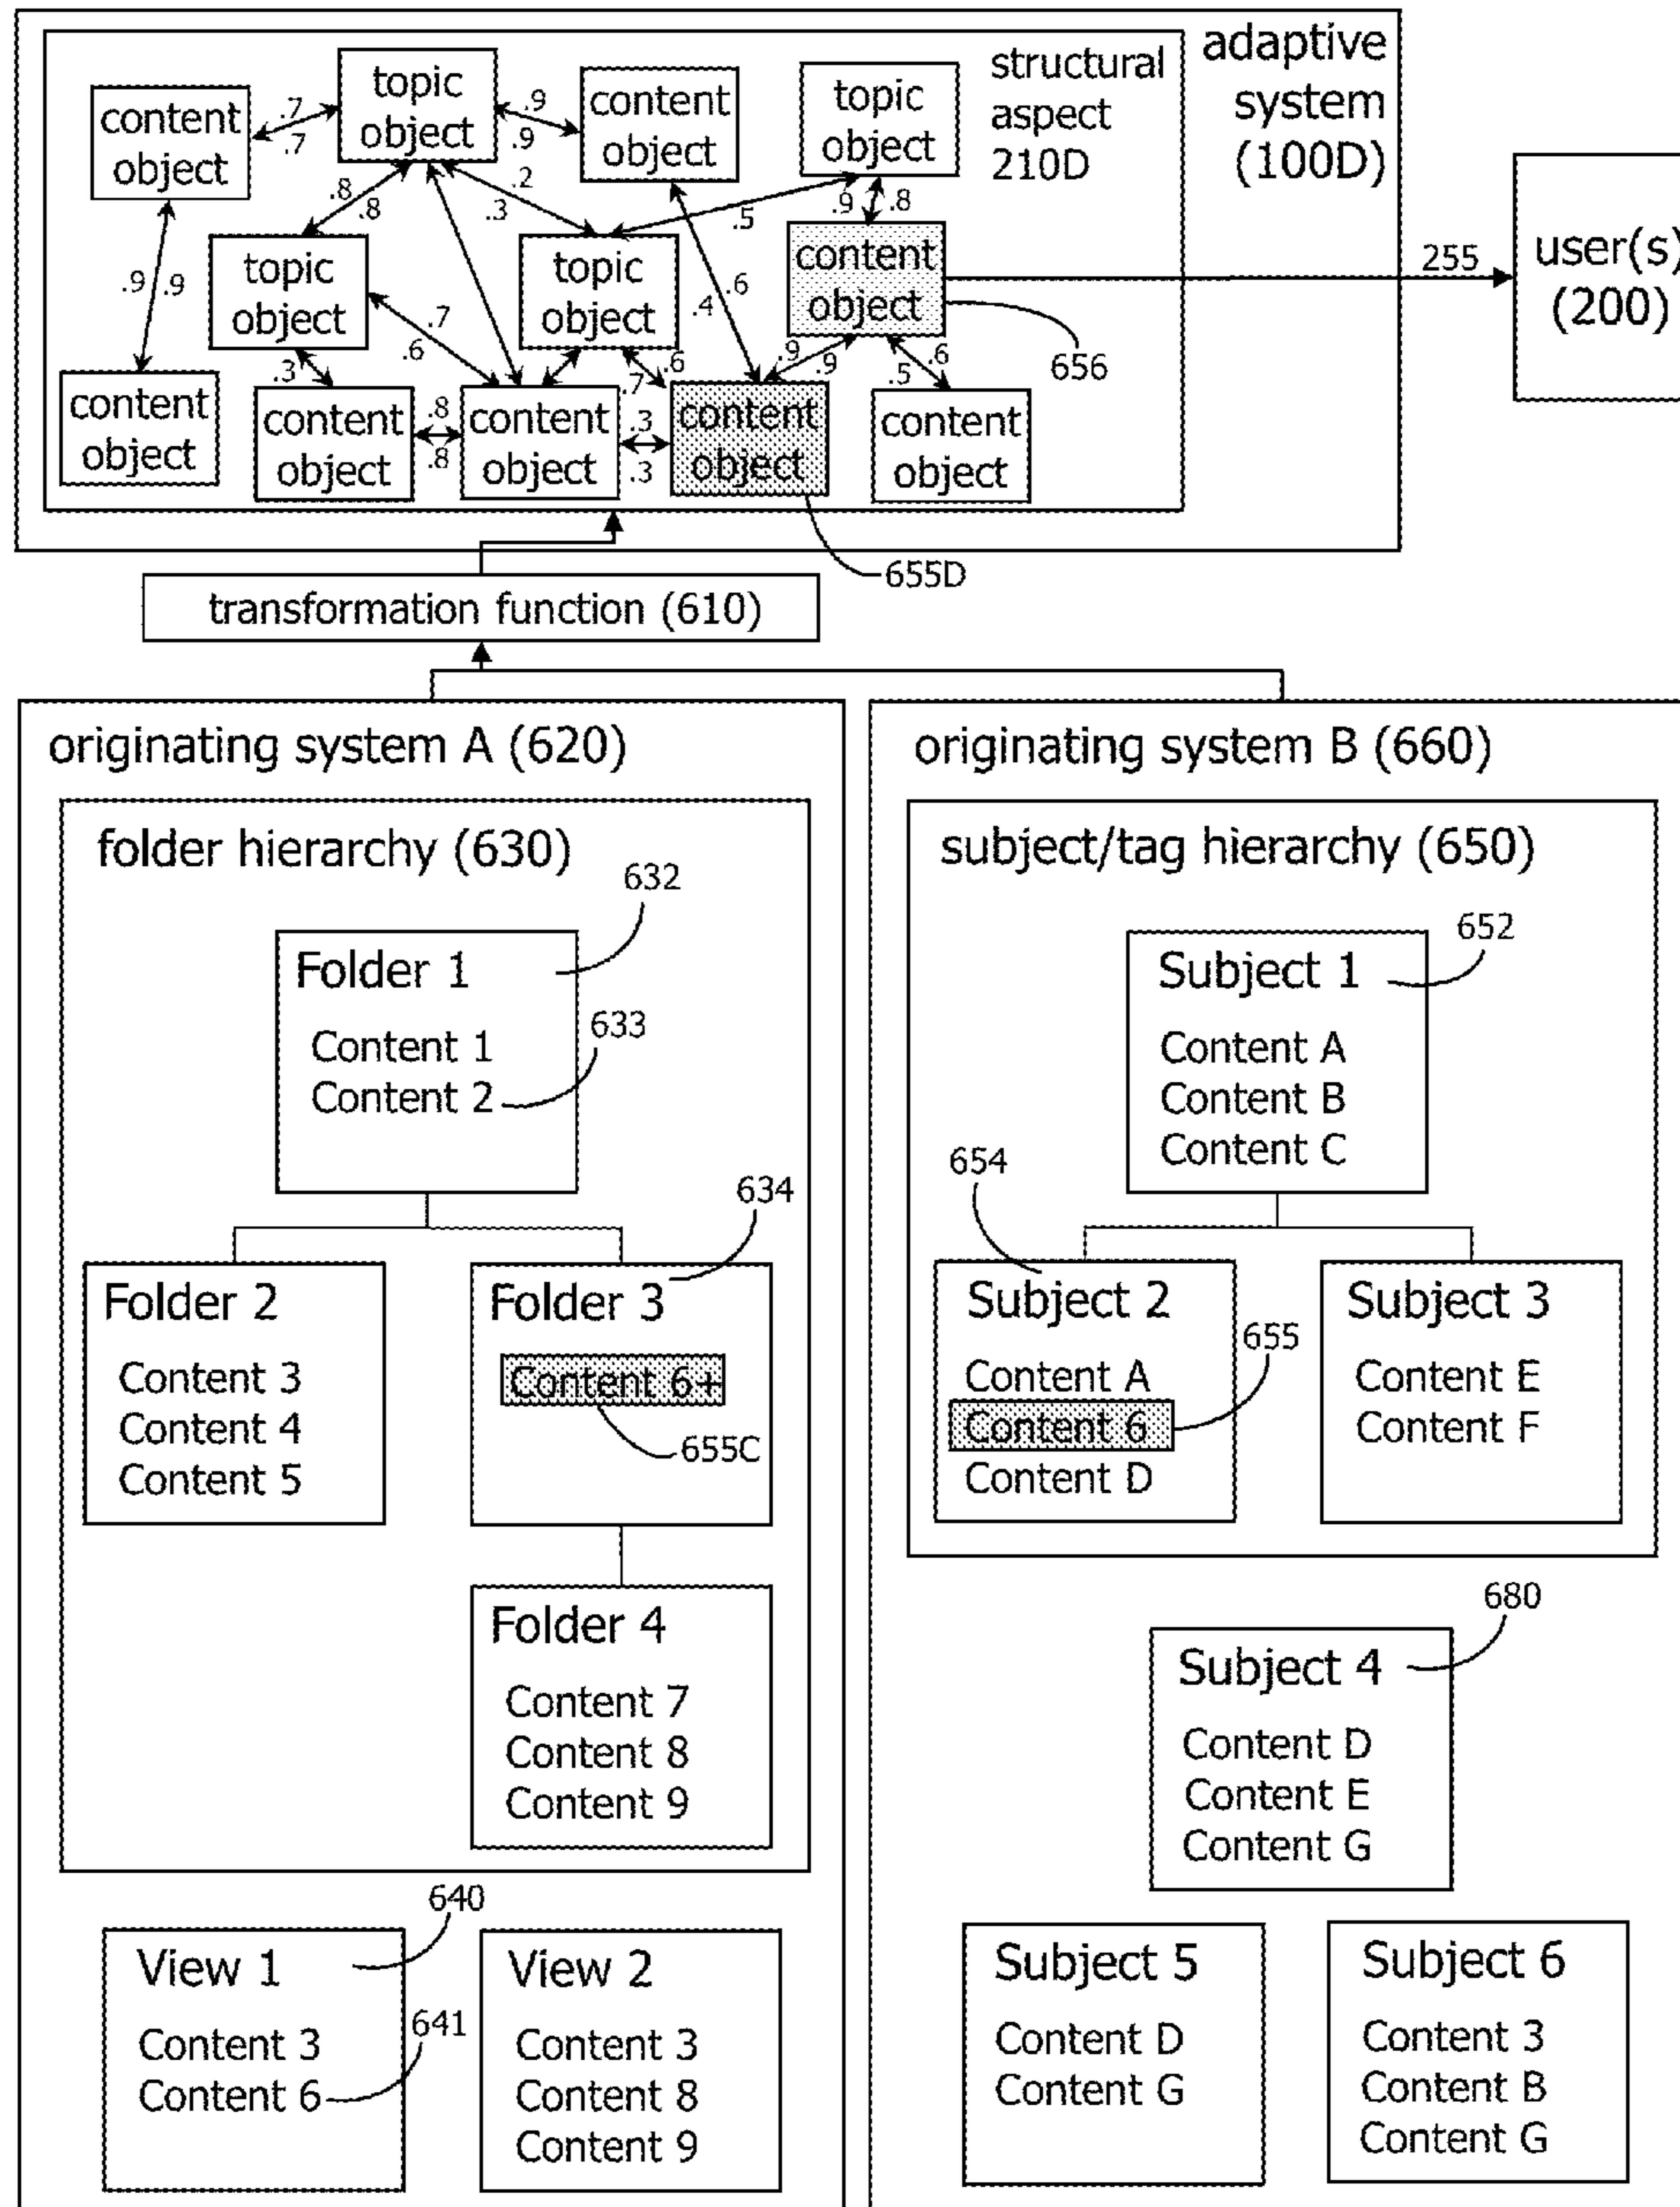 adaptive
system
(100D)
structural
aspect
210D
content
object
topic
object
content
object
topic
object
.7
.7
.9
.9
.8
.8
.2
.3
.5
.9
.8
.9
.9
topic
object
topic
object
content
object
255
user(s)
(200)
656
.7
.6
.4
.6
.3
.6
.7
.9
.9
.6
.5
content
object
content
object
content
object
content
object
content
object
.8
.8
.3
.3
655D
transformation function (610)
originating system A (620)
folder hierarchy (630)
632
Folder 1
Content 1
633
Content 2
634
Folder 2
Content 3
Content 4
Content 5
Folder 3
Content 6+
655C
Folder 4
Content 7
Content 8
Content 9
640
View 1
Content 3
641
Content 6
View 2
Content 3
Content 8
Content 9
originating system B (660)
subject/tag hierarchy (650)
652
Subject 1
Content A
Content B
Content C
654
Subject 2
655
Content A
Content 6
Content D
Subject 3
Content E
Content F
680
Subject 4
Content D
Content E
Content G
Subject 5
Content D
Content G
Subject 6
Content 3
Content B
Content G